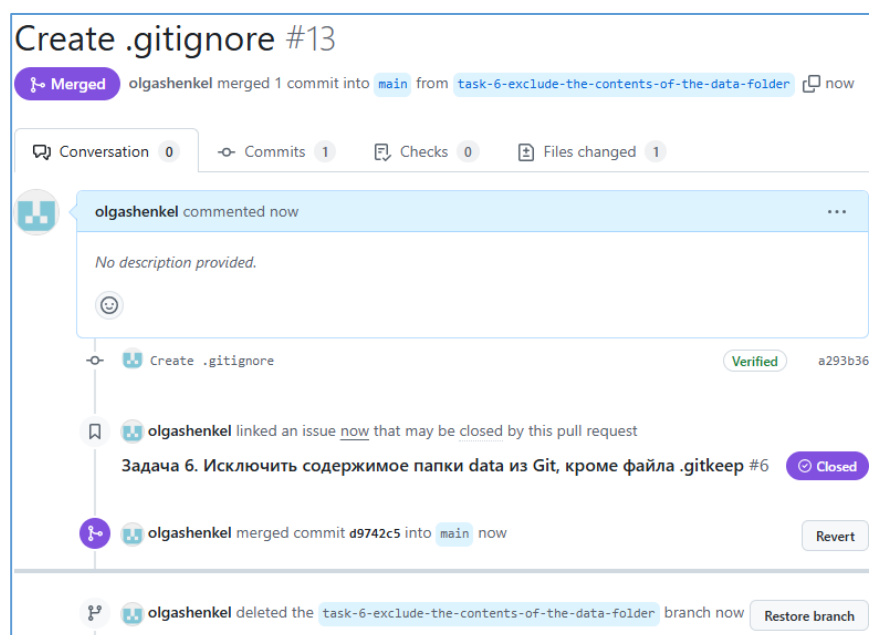 Create .gitignore #13
Merged olgashenkel merged 1 commit into main from task-6-exclude-the-contents-of-the-data-folder now
Conversation 0 Commits 1 Checks 0 Files changed 1
olgashenkel commented now ...
No description provided.
Create .gitignore Verified a293b36
olgashenkel linked an issue now that may be closed by this pull request
Задача 6. Исключить содержимое папки data из Git, кроме файла .gitkeep #6 Closed
olgashenkel merged commit d9742c5 into main now Revert
olgashenkel deleted the task-6-exclude-the-contents-of-the-data-folder branch now Restore branch